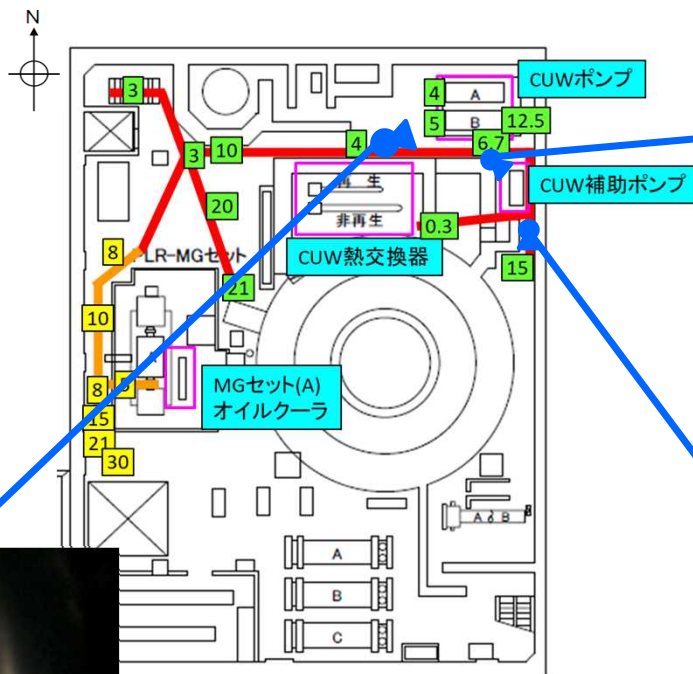 N
3
CUWポンプ
4
A
5
B
12.5
4
6.7
3
10
再 生
CUW補助ポンプ
非再生
20
0.3
8
PLR-MGセット
CUW熱交換器
15
21
10
A
8
MGセット(A)
オイルクーラ
15
21
30
A
A B
B
C